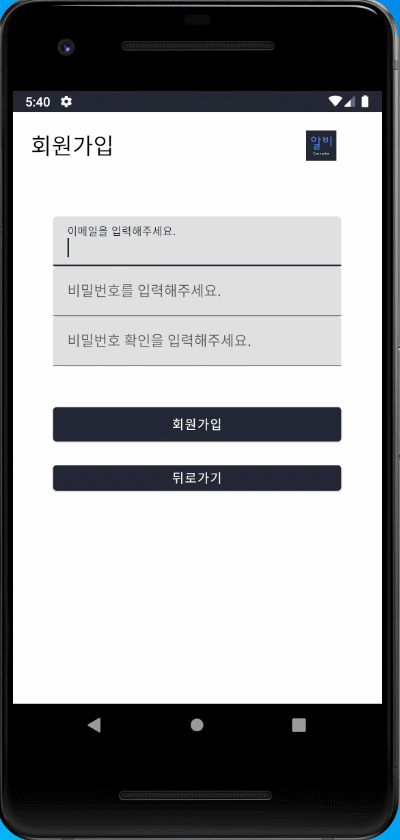 5:40
회원가입
알비
이메일을 입력해주세요.
비밀번호를 입력해주세요.
비밀번호 확인을 입력해주세요.
회원가입
뒤로가기